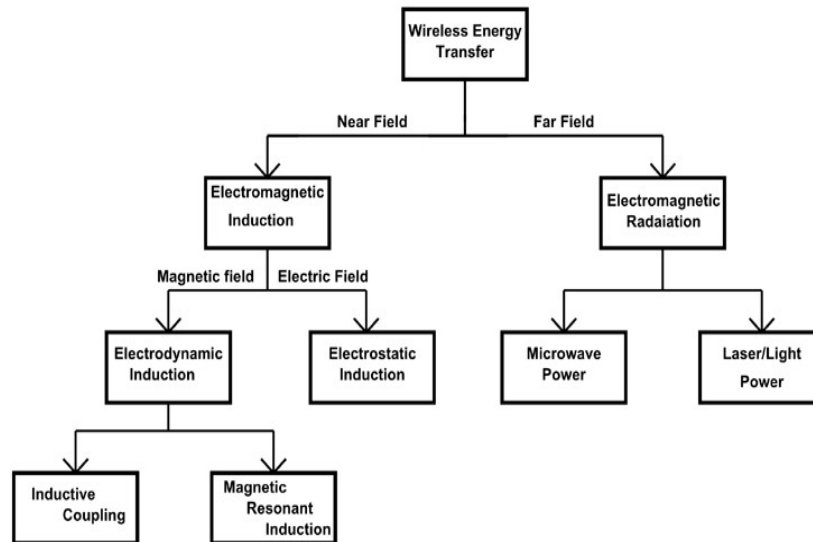 Wireless Energy
Transfer
Near Field
Far Field
Electromagnetic
Induction
Electromagnetic
Radaiation
Magnetic field
Electric Field
Electrodynamic
Induction
Electrostatic
Induction
Microwave
Power
Laser/Light
Power
Inductive
Coupling
Magnetic
Resonant
Induction